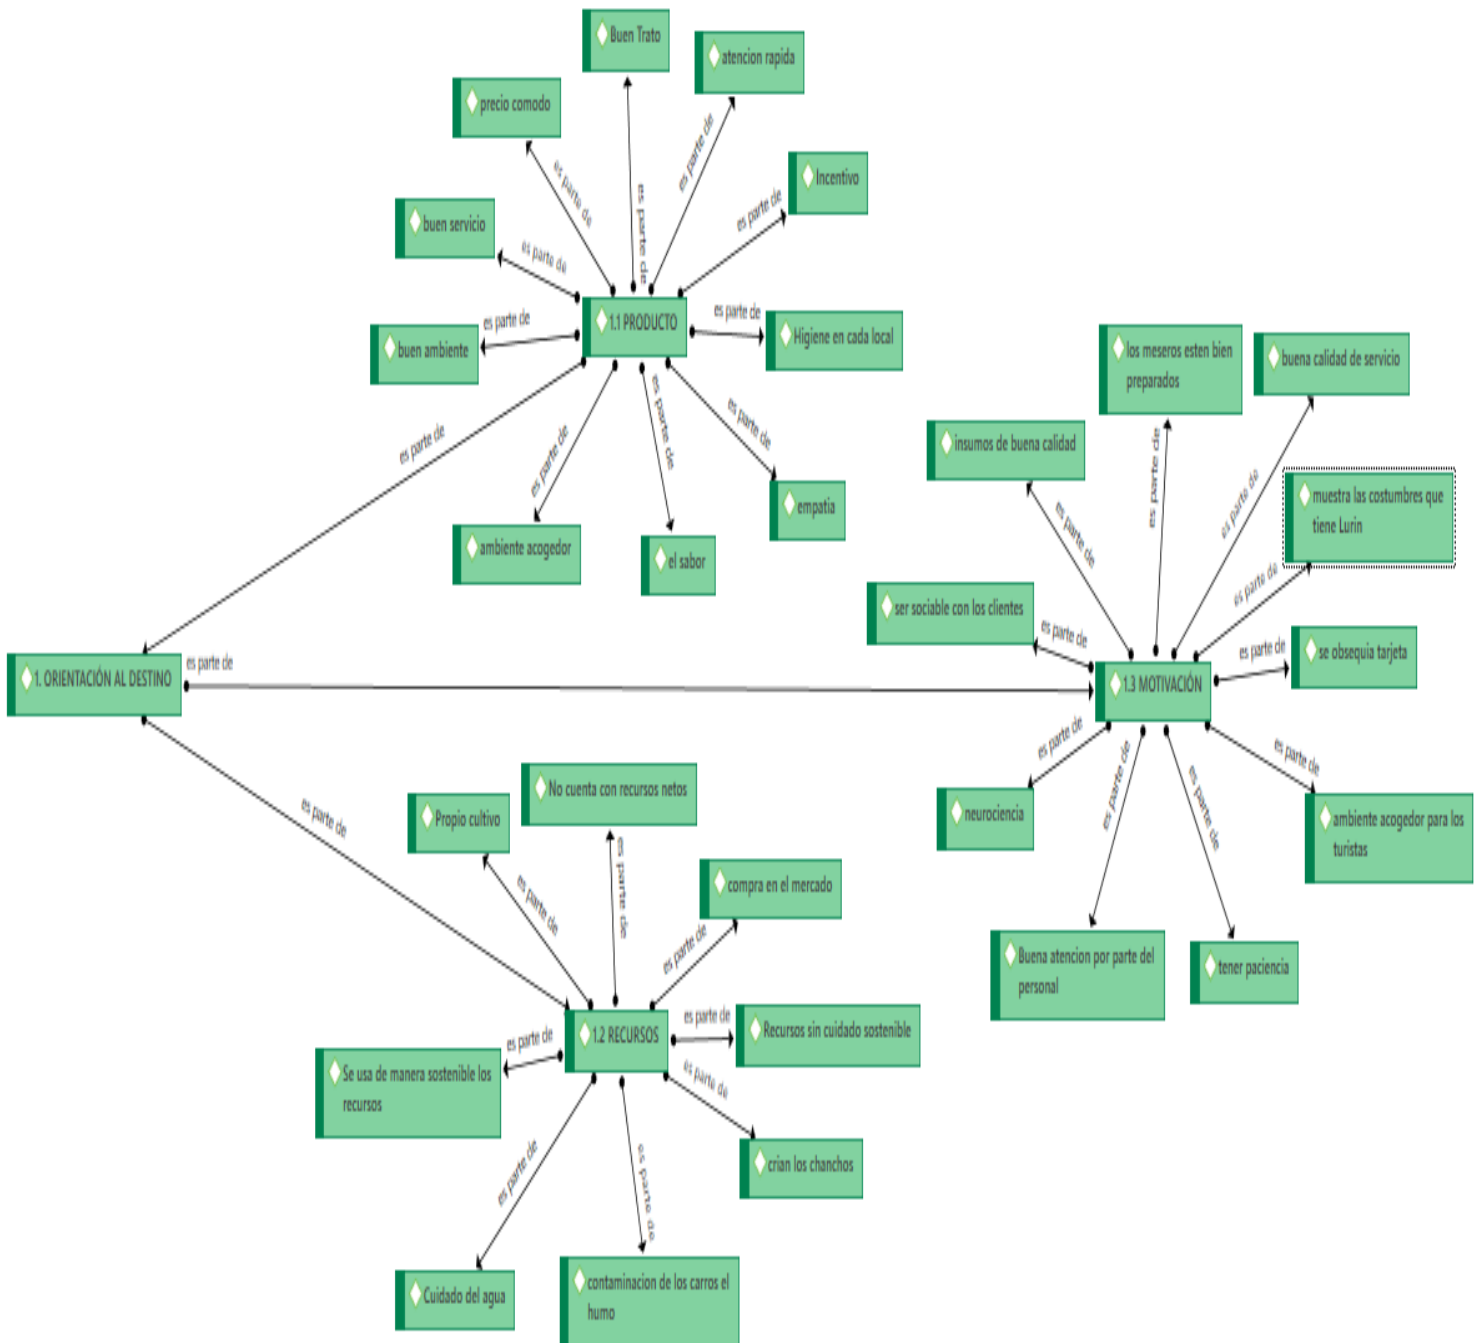 Buen Trato
atencion rapida
precio comodo
es parte de
es parte de
es parte de
Incentivo
es parte de
buen servicio
es parte de
1.1 PRODUCTO
es parte de
Higiene en cada local
es parte de
buen ambiente
es parte de
es parte de
es parte de
es parte de
es parte de
empatia
ambiente acogedor
el sabor
los meseros esten bien
preparados
buena calidad de servicio
insumos de buena calidad
es parte de
es parte de
es parte de
muestra las costumbres que
tiene Lurin
es parte de
ser sociable con los clientes
es parte de
es parte de
se obsequia tarjeta
1. ORIENTACIÓN AL DESTINO
es parte de
1.3 MOTIVACIÓN
es parte de
es parte de
es parte de
es parte de
neurociencia
ambiente acogedor para los
turistas
Buena atencion por parte del
personal
tener paciencia
es parte de
No cuenta con recursos netos
Propio cultivo
es parte de
es parte de
compra en el mercado
es parte de
1.2 RECURSOS
es parte de
Recursos sin cuidado sostenible
es parte de
Se usa de manera sostenible los
recursos
es parte de
crian los chanchos
es parte de
es parte de
Cuidado del agua
contaminacion de los carros el
humo